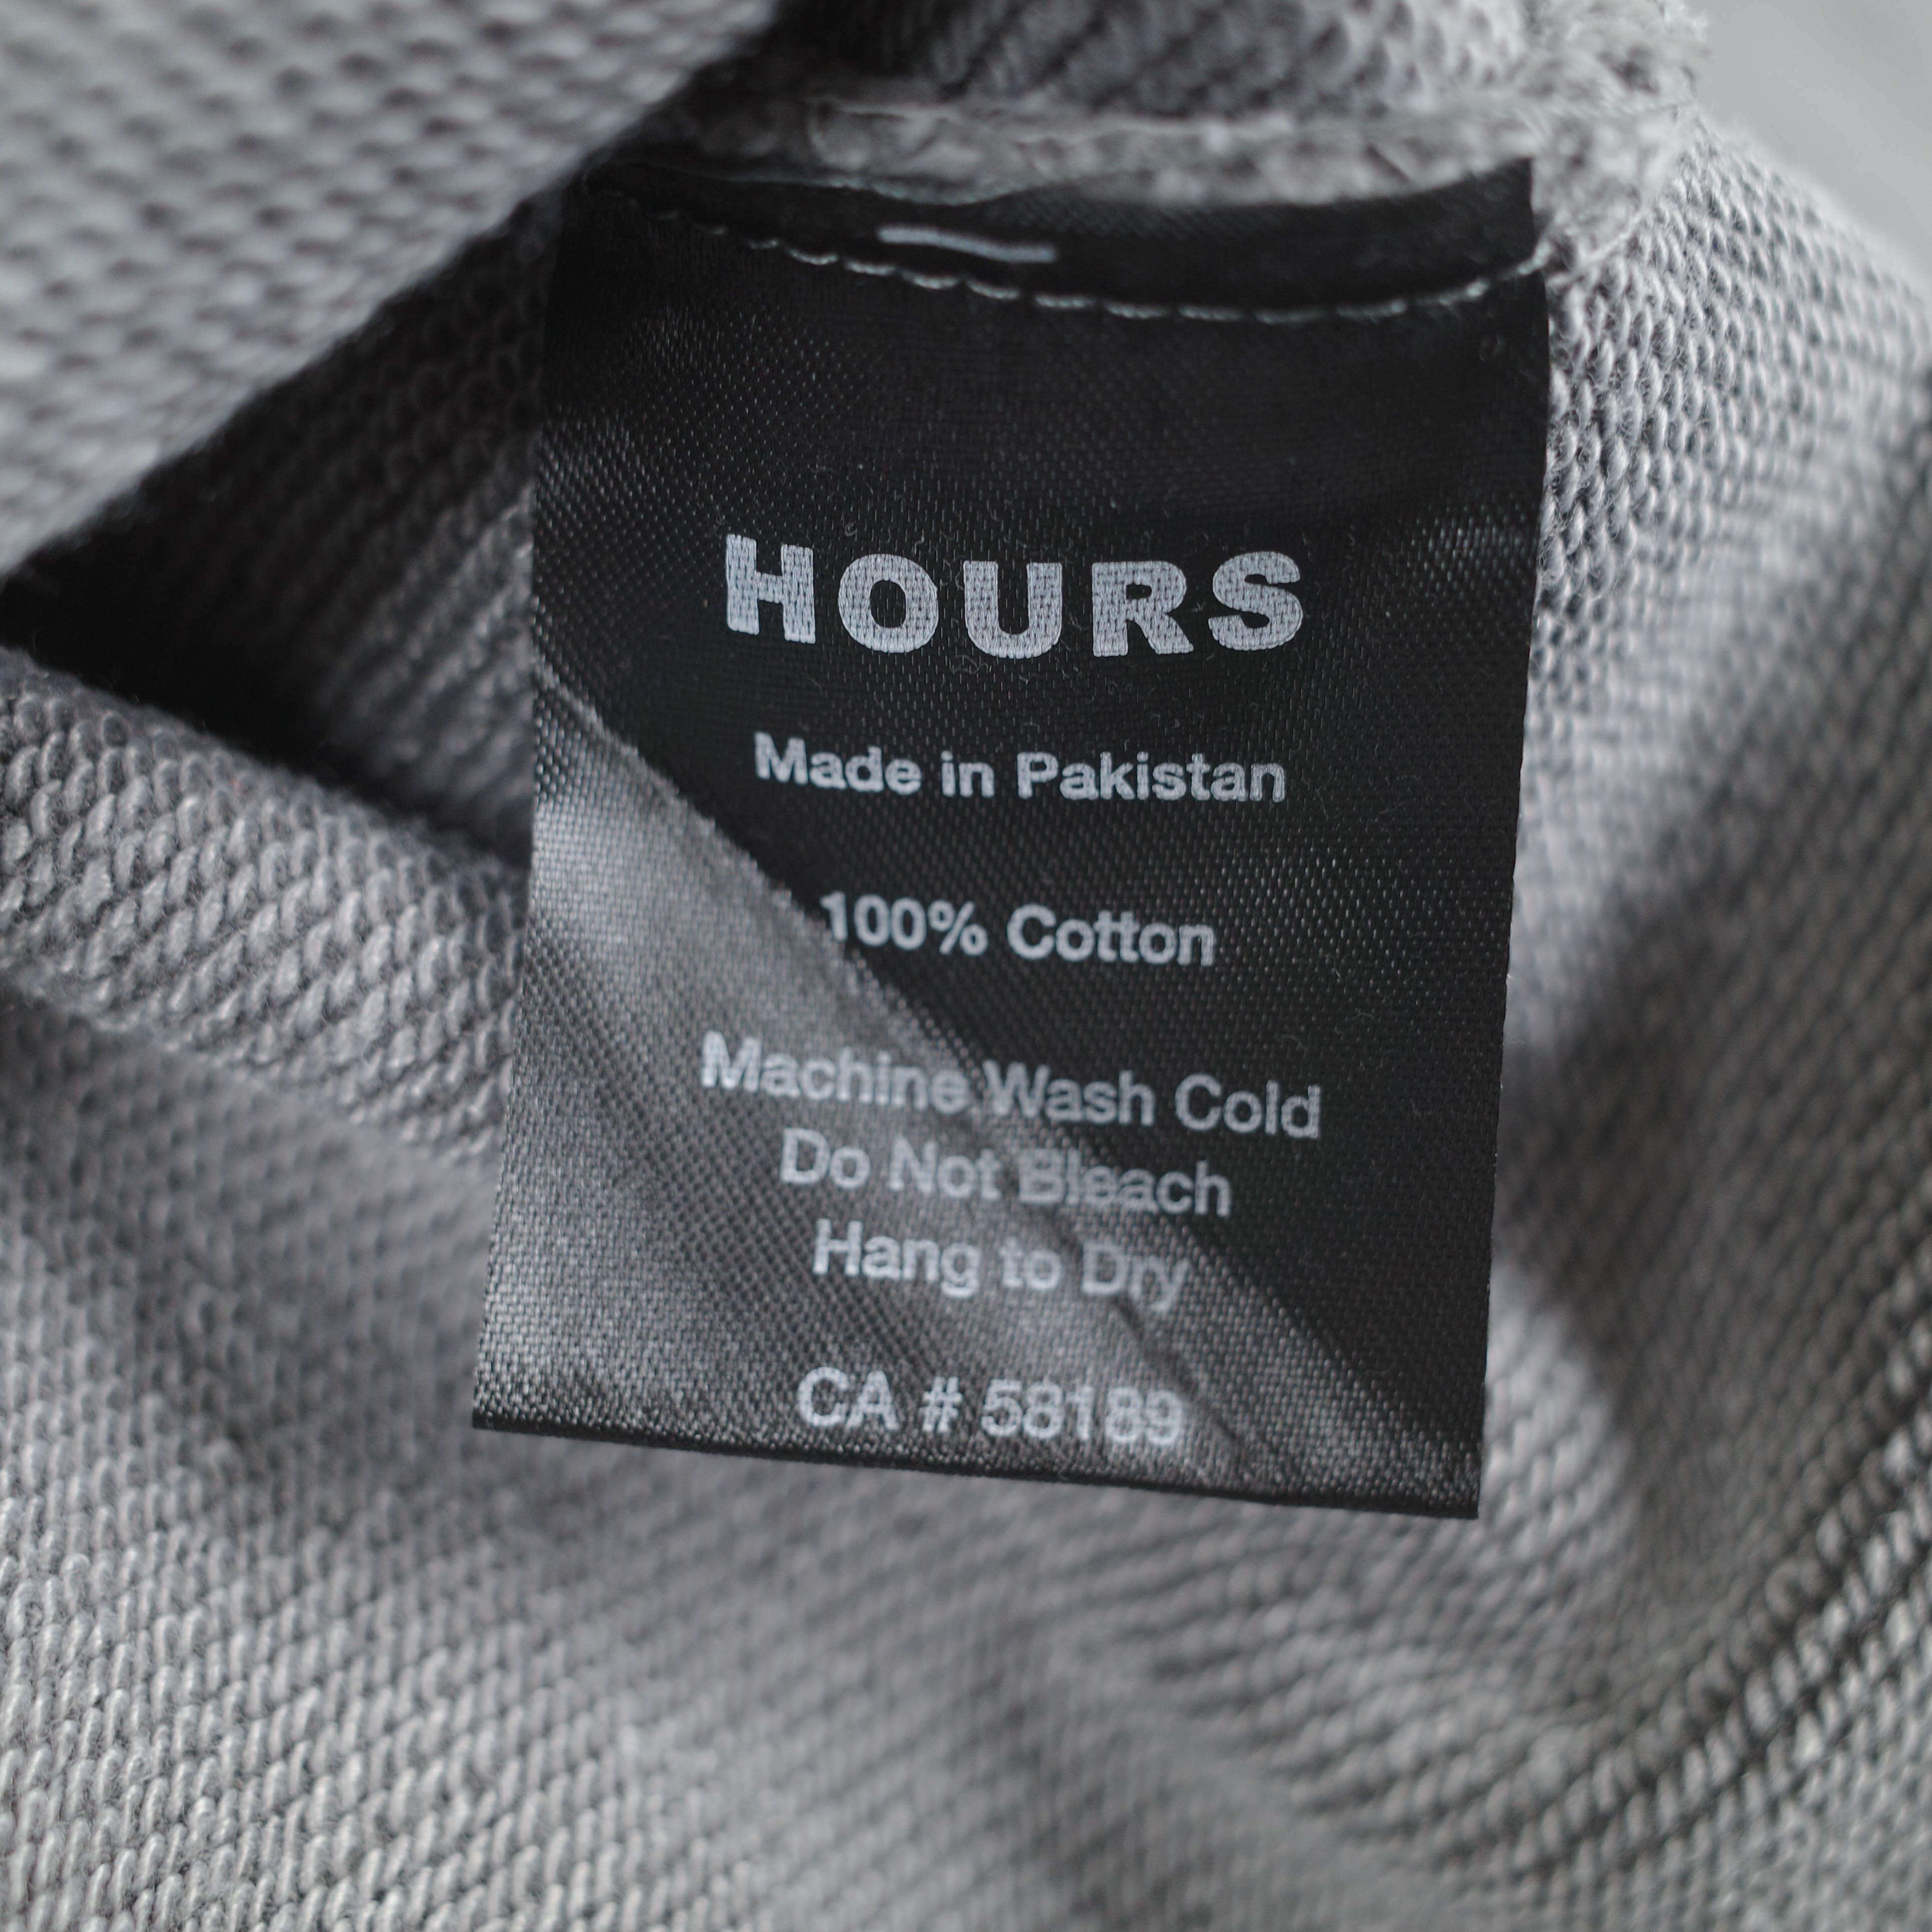 HOURS
Made in Pakistan
100% Cotton
Machine Wash Cold
Do Not Bleach
Hang to Dry
CA # 58189